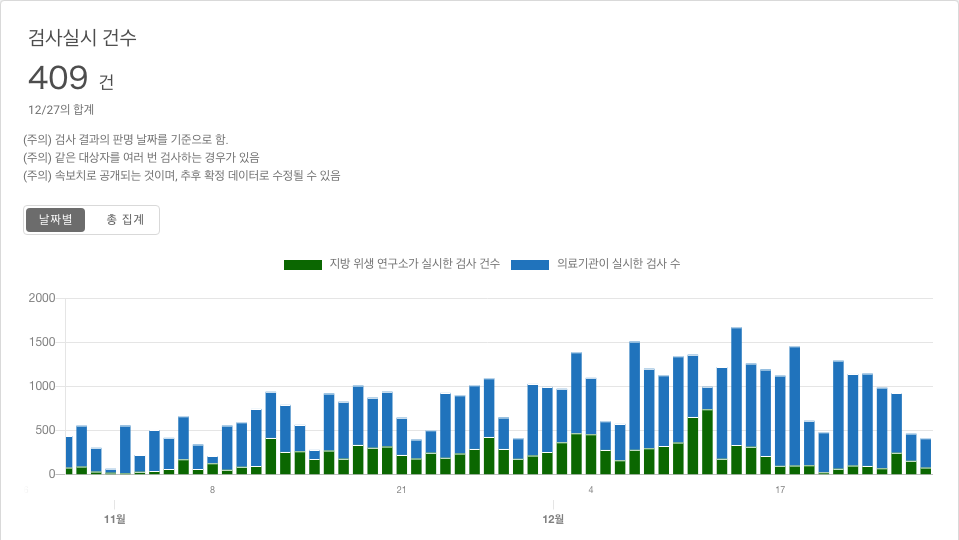 검사실시 건수
409 건
12/27의 합계
(주의) 검사 결과의 판명 날짜를 기준으로 함.
(주의) 같은 대상자를 여러 번 검사하는 경우가 있음
(주의) 속보치로 공개되는 것이며, 추후 확정 데이터로 수정될 수 있음
날짜별 총 집계
지방 위생 연구소가 실시한 검사 건수 의료기관이 실시한 검사 수
2000
1500
1000
500
0
8 21 4 17
11월 12월